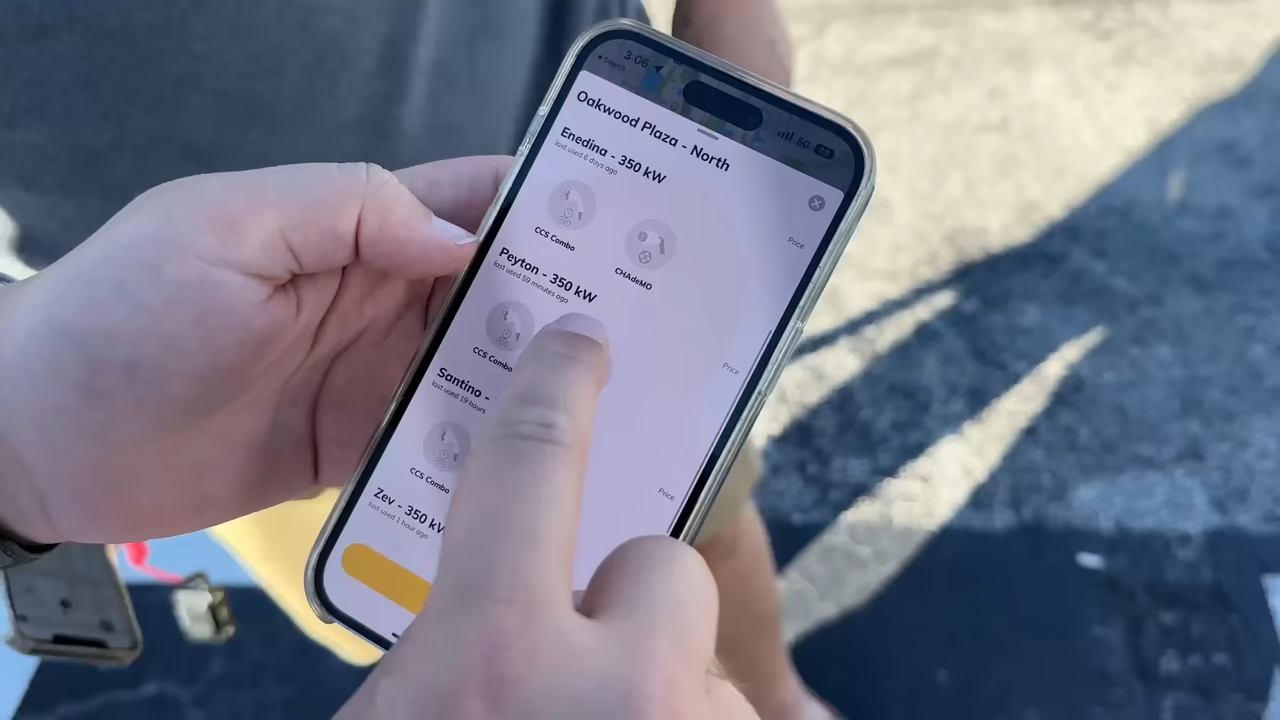 3:06
Search
5G
Oakwood Plaza - North
Enedina - 350 kW
last used 6 days ago
CCS Combo
CHAdeMO
Price
Peyton - 350 kW
last used 59 minutes ago
CCS Combo
Price
Santino -
last used 19 hours
CCS Combo
Price
Zev - 350 kW
last used 1 hour ago